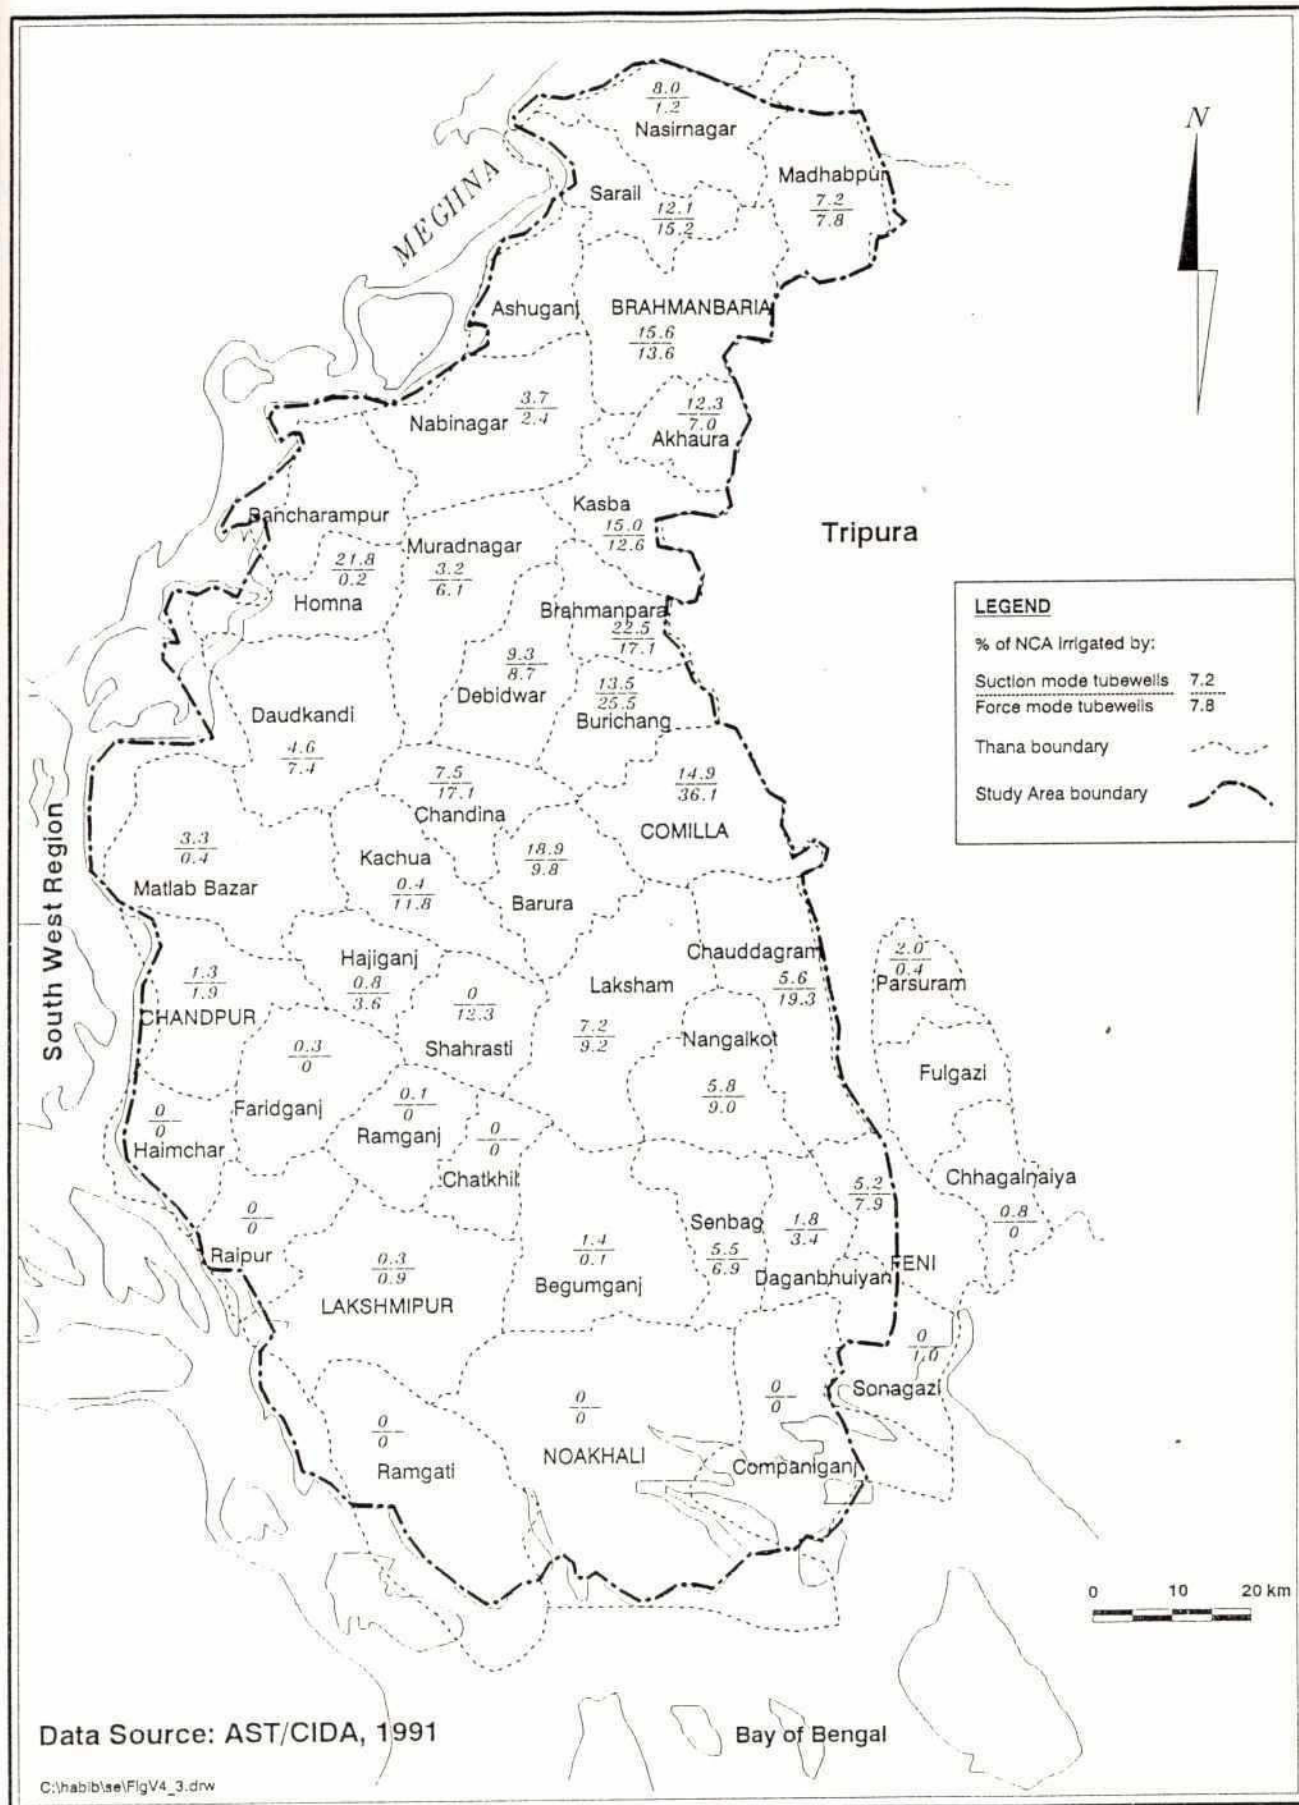 8.0
1.2
Nasirnagar
N
Madhabpur
7.2
7.8
MEGHNA
Sarail
12.1
15.2
Ashuganj
BRAHMANBARIA
15.6
13.6
Nabinagar
3.7
2.4
12.3
7.0
Akhaura
Bancharampur
Kasba
15.0
12.6
Tripura
Muradnagar
3.2
6.1
21.8
0.2
Homna
Brahmanpara
22.5
17.1
LEGEND
% of NCA irrigated by:
Suction mode tubewells 7.2
Force mode tubewells 7.8
Thana boundary
Study Area boundary
9.3
8.7
Debidwar
13.5
25.5
Burichang
Daudkandi
4.6
7.4
7.5
17.1
Chandina
14.9
36.1
COMILLA
South West Region
3.3
0.4
Matlab Bazar
Kachua
0.4
11.8
18.9
9.8
Barura
Hajiganj
0.8
3.6
Chauddagram
5.6
19.3
2.0
0.4
Parsuram
1.3
1.9
CHANDPUR
0
12.3
Shahrasti
Laksham
7.2
9.2
Nangalkot
5.8
9.0
Fulgazi
0.3
0
Faridganj
0.1
0
Ramganj
0
0
Haimchar
0
0
Chatkhil
Chhagalnaiya
0.8
0
5.2
7.9
FENI
0
0
Raipur
0.3
0.9
LAKSHMIPUR
1.4
0.1
Begumganj
Senbag
5.5
6.9
1.8
3.4
Daganbhuiyan
0
1.0
Sonagazi
0
0
Ramgati
0
0
NOAKHALI
0
0
Companiganj
0 10 20 km
Data Source: AST/CIDA, 1991
Bay of Bengal
C:\habib\se\FigV4_3.drw